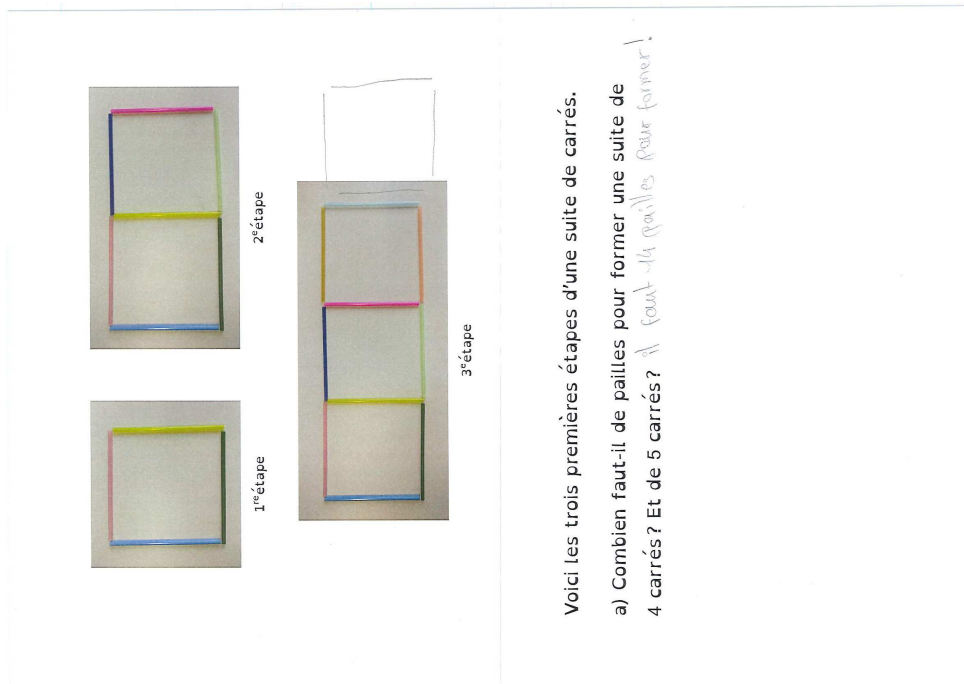 1re étape
2e étape
3e étape
Voici les trois premières étapes d'une suite de carrés.
a) Combien faut-il de pailles pour former une suite de
4 carrés? Et de 5 carrés? il faut 14 pailles pour former!